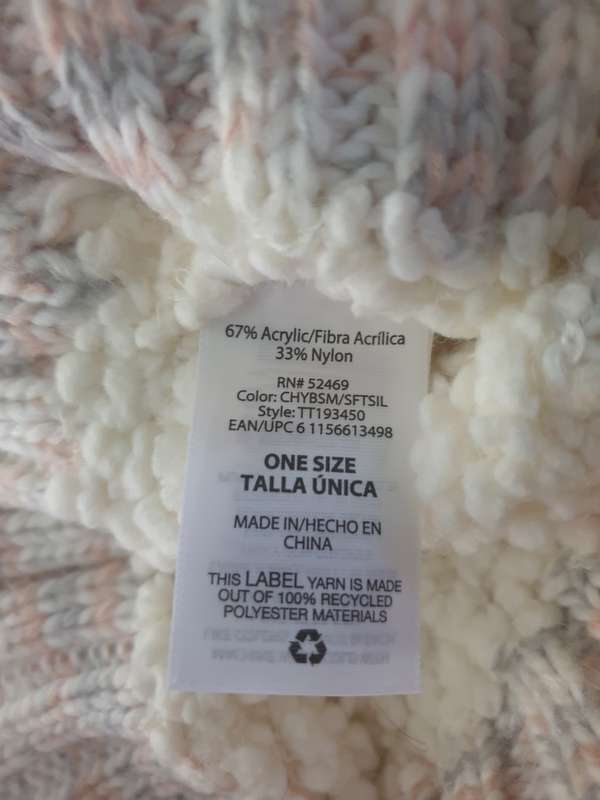 67% Acrylic/Fibra Acrílica
33% Nylon
RN# 52469
Color: CHYBSM/SFTSIL
Style: TT193450
EAN/UPC 6 1156613498
ONE SIZE
TALLA ÚNICA
MADE IN/HECHO EN
CHINA
THIS LABEL YARN IS MADE
OUT OF 100% RECYCLED
POLYESTER MATERIALS